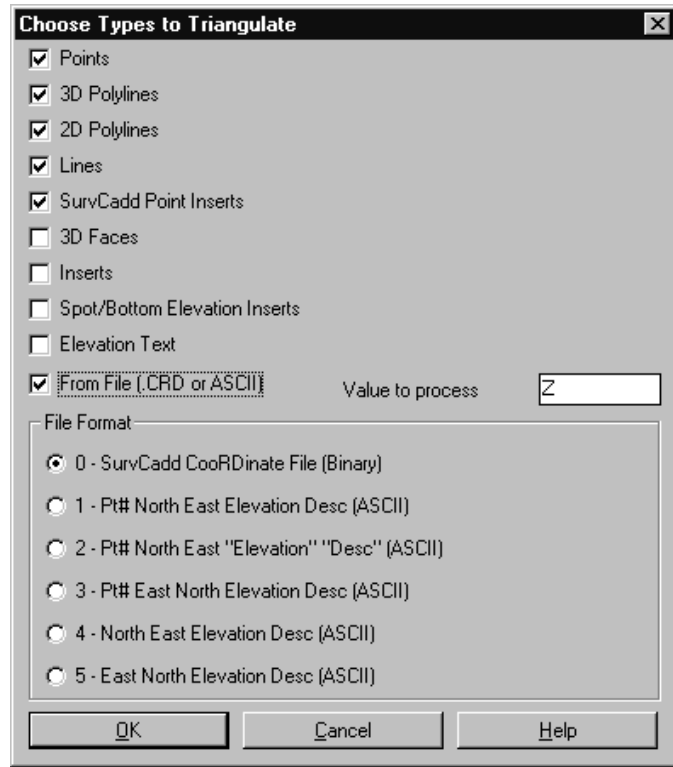 Choose Types to Triangulate
Points
3D Polylines
2D Polylines
Lines
SurvCadd Point Inserts
3D Faces
Inserts
Spot/Bottom Elevation Inserts
Elevation Text
From File (.CRD or ASCII) Value to process Z
File Format
0 - SurvCadd CooRDinate File (Binary)
1 - Pt# North East Elevation Desc (ASCII)
2 - Pt# North East "Elevation" "Desc" (ASCII)
3 - Pt# East North Elevation Desc (ASCII)
4 - North East Elevation Desc (ASCII)
5 - East North Elevation Desc (ASCII)
OK Cancel Help